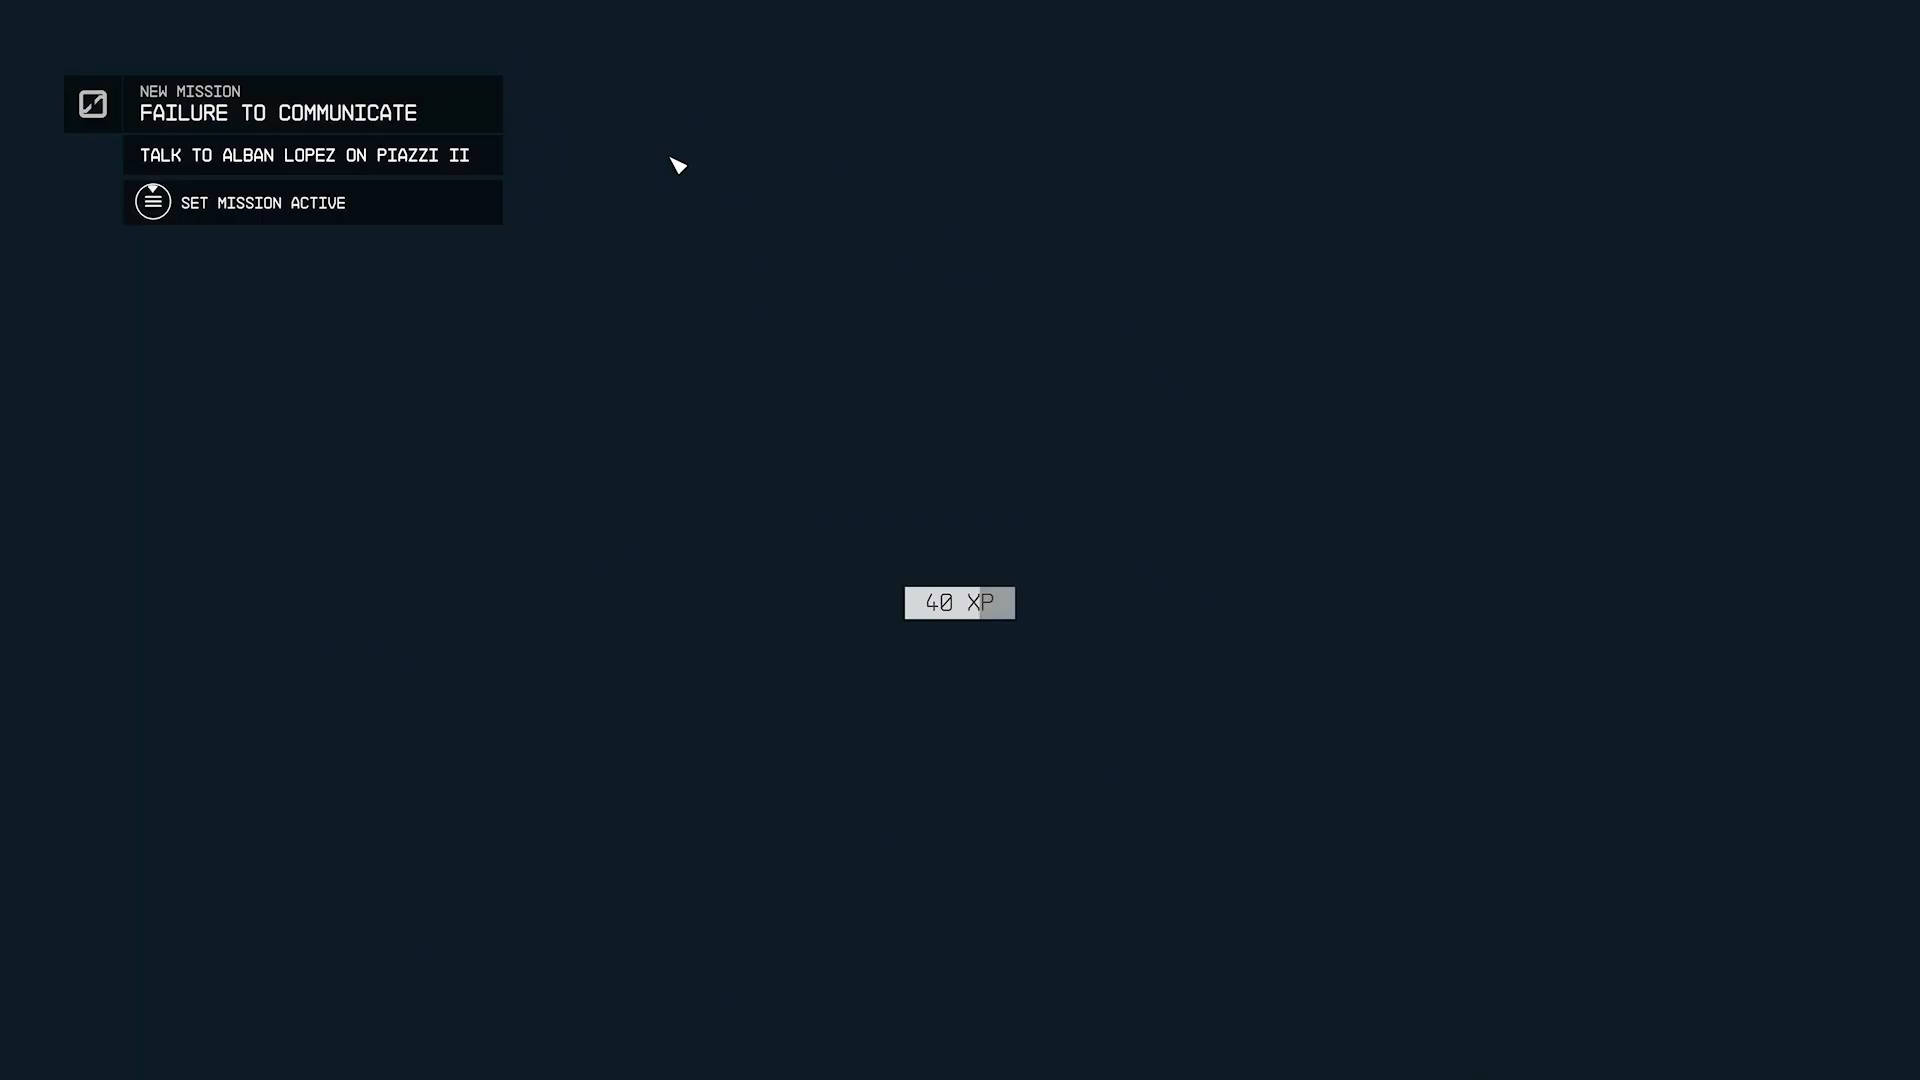 NEW MISSION
FAILURE TO COMMUNICATE
TALK TO ALBAN LOPEZ ON PIAZZI II
SET MISSION ACTIVE
40 XP